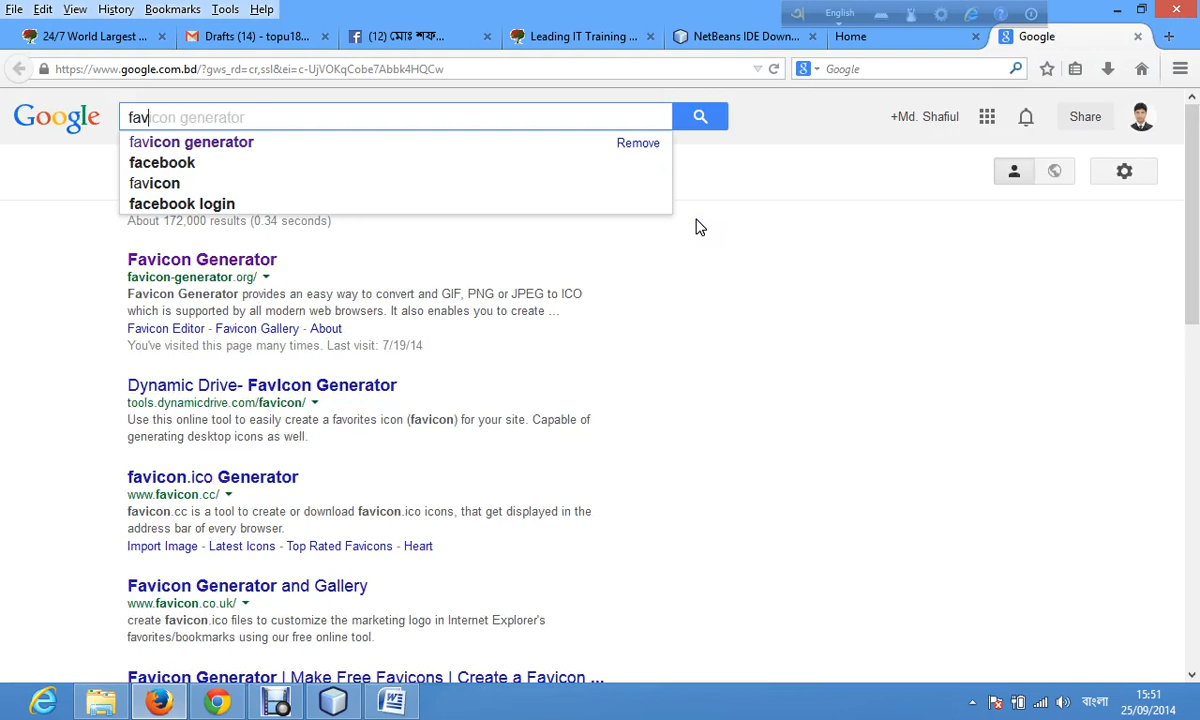 File Edit View History Bookmarks Tools Help
English
24/7 World Largest ...
Drafts (14) - topu18...
(12) মোঃ শফ...
Leading IT Training ...
NetBeans IDE Down...
Home
Google
https://www.google.com.bd/?gws_rd=cr,ssl&ei=c-UjVOKqCobe7Abbk4HQCw
Google
Google
favicon generator
+Md. Shafiul
Share
favicon generator
Remove
facebook
favicon
facebook login
About 172,000 results (0.34 seconds)
Favicon Generator
favicon-generator.org/
Favicon Generator provides an easy way to convert and GIF, PNG or JPEG to ICO
which is supported by all modern web browsers. It also enables you to create ...
Favicon Editor - Favicon Gallery - About
You've visited this page many times. Last visit: 7/19/14
Dynamic Drive- FavIcon Generator
tools.dynamicdrive.com/favicon/
Use this online tool to easily create a favorites icon (favicon) for your site. Capable of
generating desktop icons as well.
favicon.ico Generator
www.favicon.cc/
favicon.cc is a tool to create or download favicon.ico icons, that get displayed in the
address bar of every browser.
Import Image - Latest Icons - Top Rated Favicons - Heart
Favicon Generator and Gallery
www.favicon.co.uk/
create favicon.ico files to customize the marketing logo in Internet Explorer's
favorites/bookmarks using our free online tool.
Favicon Generator | Make Free Favicons | Create a Favicon ...
বাংলা
15:51
25/09/2014